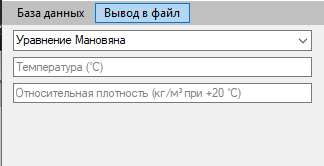 База данных Вывод в файл
Уравнение Мановяна
Температура (°C)
Относительная плотность (кг/м³ при +20 °C)